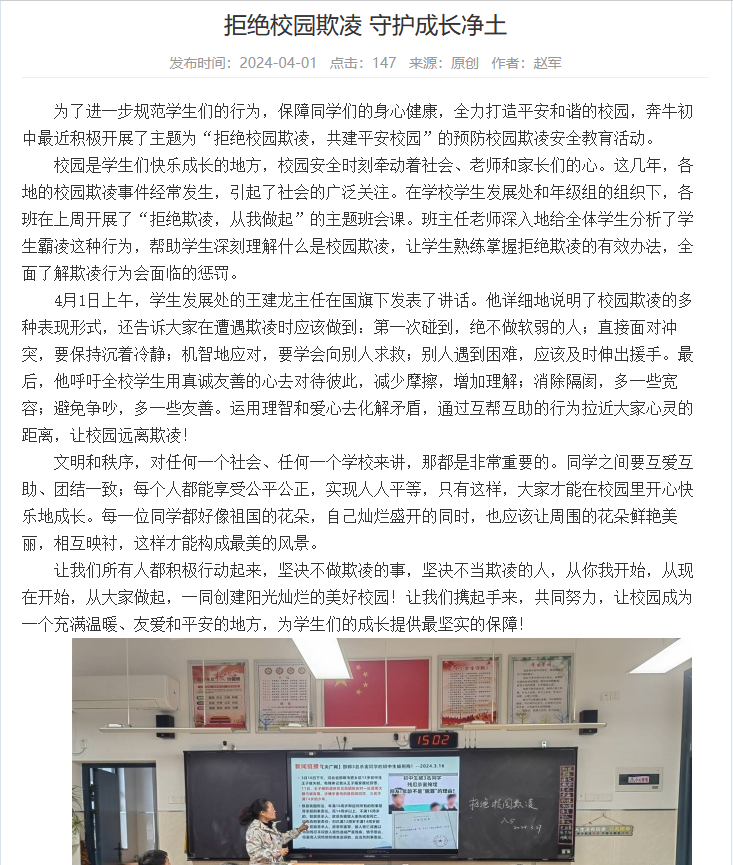 拒绝校园欺凌 守护成长净土
发布时间：2024-04-01 点击：147 来源：原创 作者：赵军
为了进一步规范学生们的行为，保障同学们的身心健康，全力打造平安和谐的校园，奔牛初
中最近积极开展了主题为“拒绝校园欺凌，共建平安校园”的预防校园欺凌安全教育活动。
校园是学生们快乐成长的地方，校园安全时刻牵动着社会、老师和家长们的心。这几年，各
地的校园欺凌事件经常发生，引起了社会的广泛关注。在学校学生发展处和年级组的组织下，各
班在上周开展了“拒绝欺凌，从我做起”的主题班会课。班主任老师深入地给全体学生分析了学
生霸凌这种行为，帮助学生深刻理解什么是校园欺凌，让学生熟练掌握拒绝欺凌的有效办法，全
面了解欺凌行为会面临的惩罚。
4月1日上午，学生发展处的王建龙主任在国旗下发表了讲话。他详细地说明了校园欺凌的多
种表现形式，还告诉大家在遭遇欺凌时应该做到：第一次碰到，绝不做软弱的人；直接面对冲
突，要保持沉着冷静；机智地应对，要学会向别人求救；别人遇到困难，应该及时伸出援手。最
后，他呼吁全校学生用真诚友善的心去对待彼此，减少摩擦，增加理解；消除隔阂，多一些宽
容；避免争吵，多一些友善。运用理智和爱心去化解矛盾，通过互帮互助的行为拉近大家心灵的
距离，让校园远离欺凌！
文明和秩序，对任何一个社会、任何一个学校来讲，那都是非常重要的。同学之间要互爱互
助、团结一致；每个人都能享受公平公正，实现人人平等，只有这样，大家才能在校园里开心快
乐地成长。每一位同学都好像祖国的花朵，自己灿烂盛开的同时，也应该让周围的花朵鲜艳美
丽，相互映衬，这样才能构成最美的风景。
让我们所有人都积极行动起来，坚决不做欺凌的事，坚决不当欺凌的人，从你我开始，从现
在开始，从大家做起，一同创建阳光灿烂的美好校园！让我们携起手来，共同努力，让校园成为
一个充满温暖、友爱和平安的地方，为学生们的成长提供最坚实的保障！
1502
拒绝校园欺凌